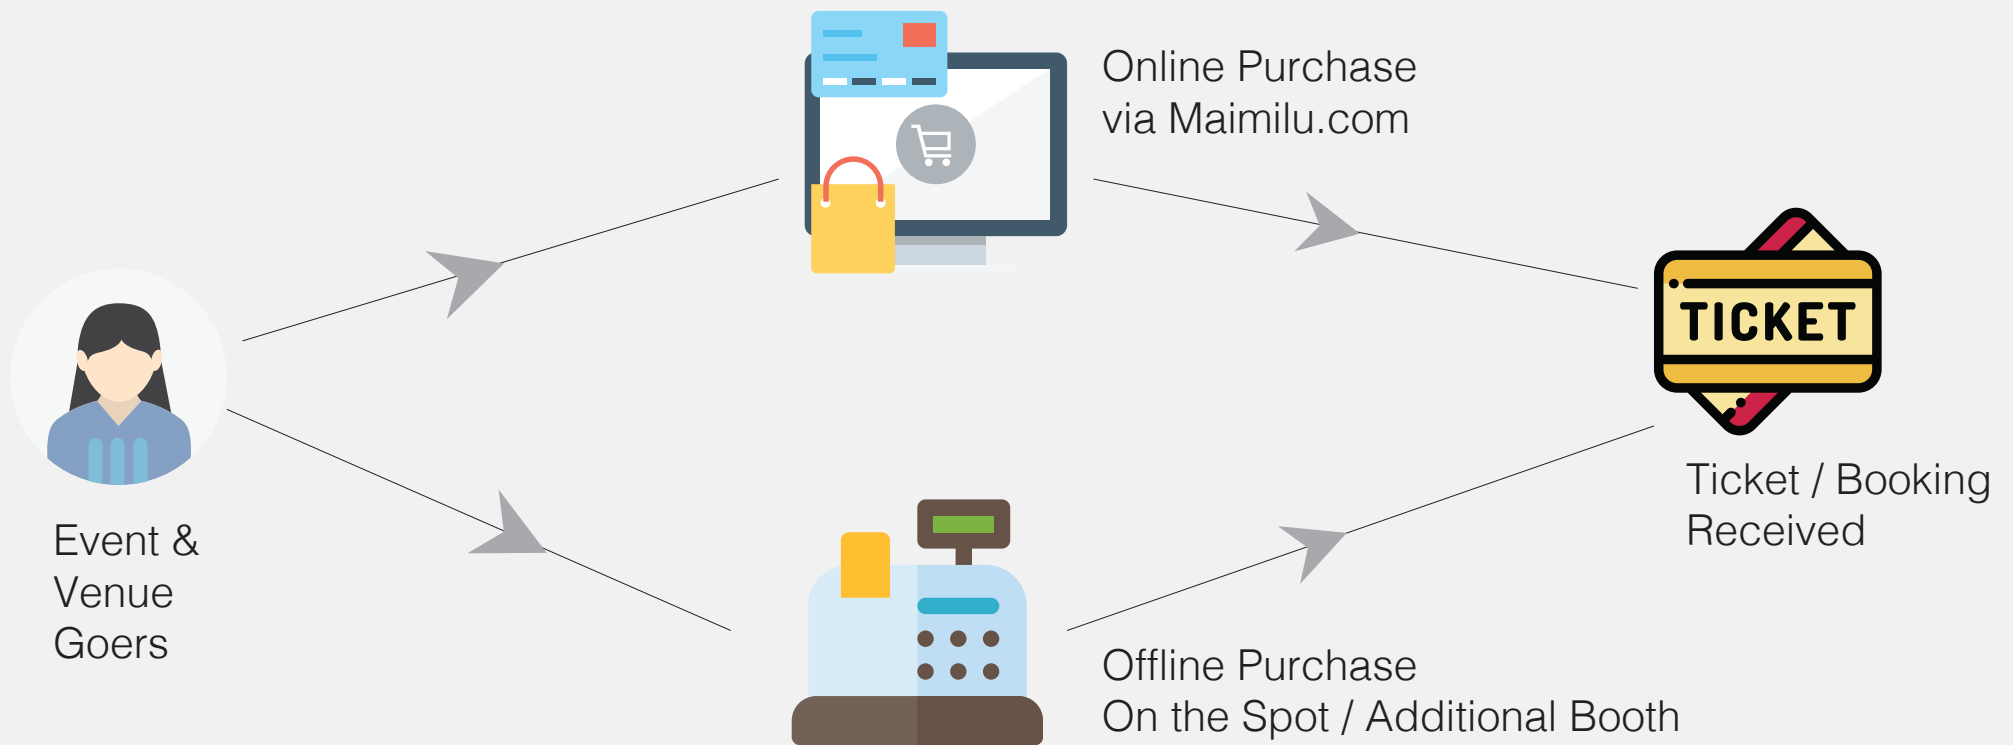 Online Purchase
via Maimilu.com
TICKET
Event &
Venue
Goers
Ticket / Booking
Received
Offline Purchase
On the Spot / Additional Booth